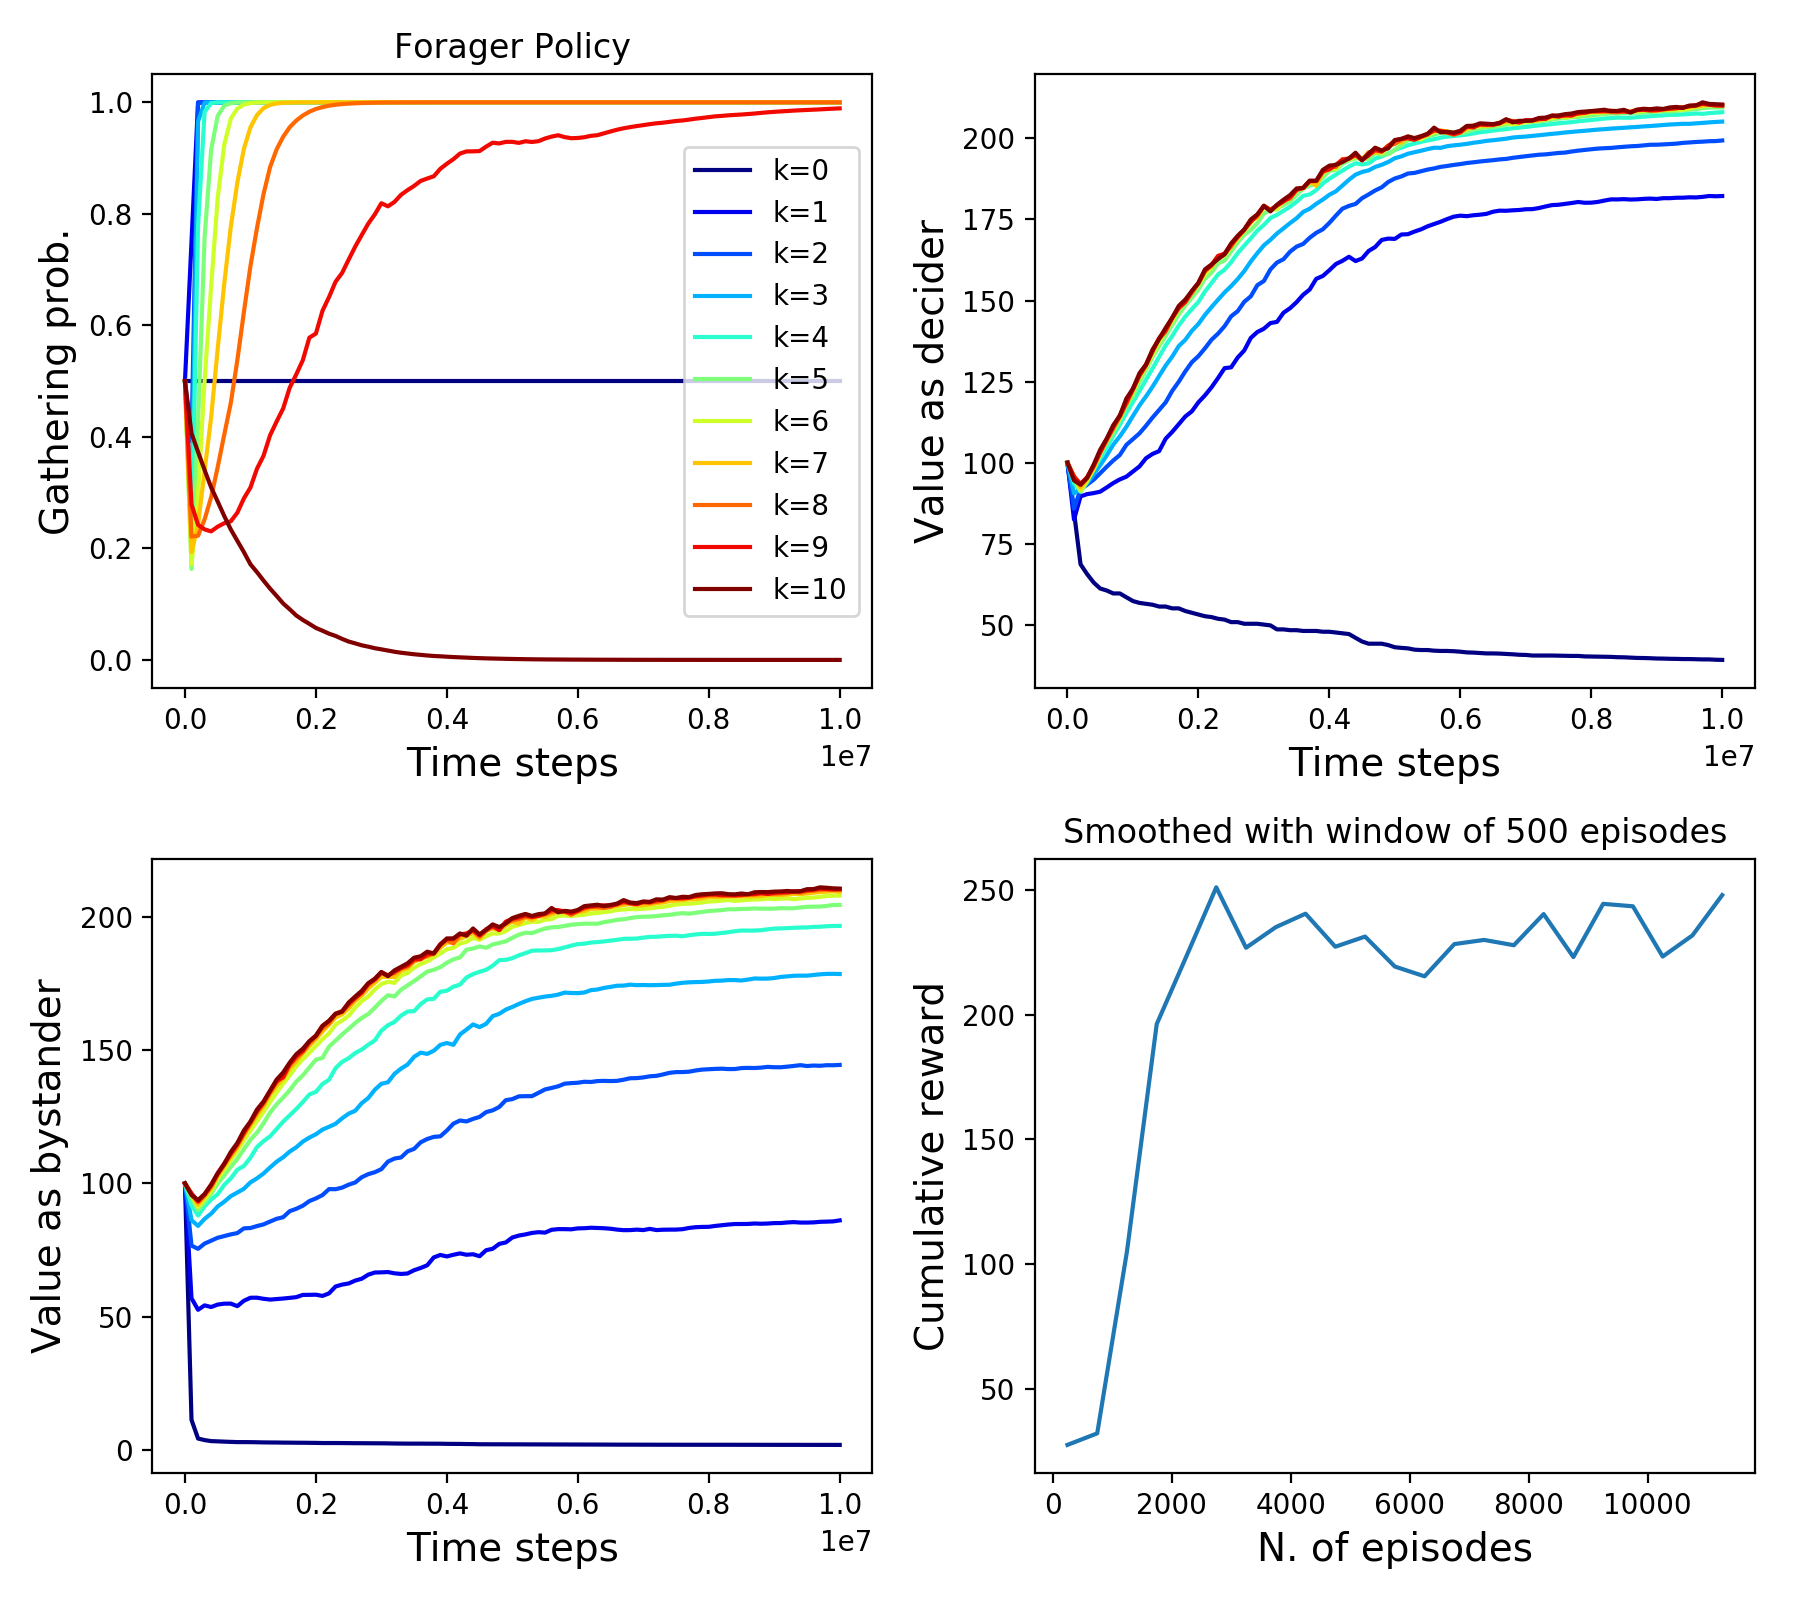 Forager Policy
1.0
0.8
0.6
0.4
0.2
0.0
Gathering prob.
k=0
k=1
k=2
k=3
k=4
k=5
k=6
k=7
k=8
k=9
k=10
0.0 0.2 0.4 0.6 0.8 1.0
1e7
Time steps
200
175
150
125
100
75
50
Value as decider
0.0 0.2 0.4 0.6 0.8 1.0
1e7
Time steps
200
150
100
50
0
Value as bystander
0.0 0.2 0.4 0.6 0.8 1.0
1e7
Time steps
Smoothed with window of 500 episodes
250
200
150
100
50
Cumulative reward
0 2000 4000 6000 8000 10000
N. of episodes